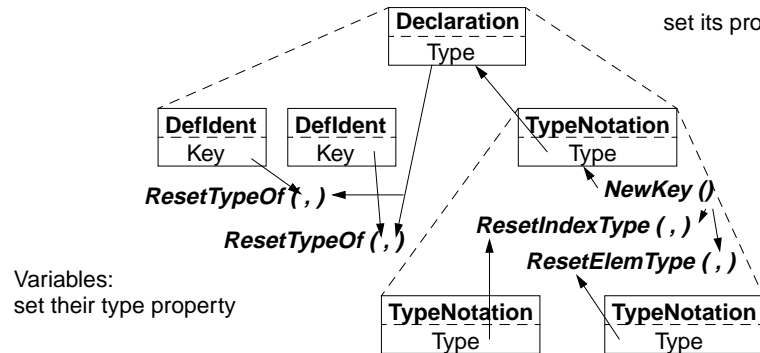 Declaration
set its pro
Type
DefIdent
DefIdent
TypeNotation
Key
Key
Type
ResetTypeOf ( , )
NewKey ()
ResetIndexType ( , )
ResetTypeOf ( , )
ResetElemType ( , )
Variables:
set their type property
TypeNotation
TypeNotation
Type
Type